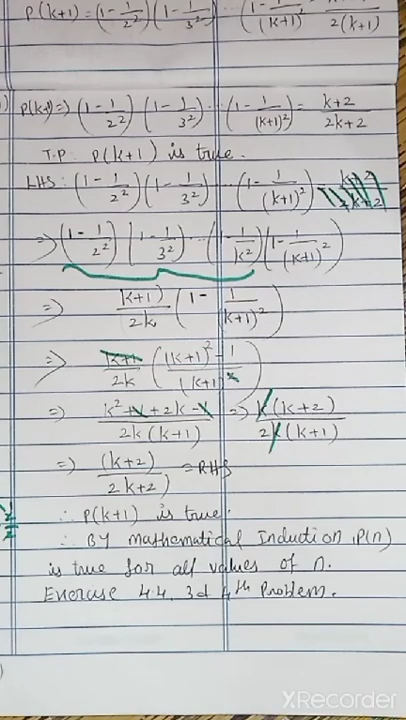 P(k+1) = (1 - 1/2²)(1 - 1/3²) ... (1 - 1/(k+1)²) 2(k+1)
P(k+1) => (1 - 1/2²)(1 - 1/3²) ... (1 - 1/(k+1)²) = k+2/2k+2
T.P: P(k+1) is true.
LHS: (1 - 1/2²)(1 - 1/3²) ... (1 - 1/(k+1)²)
=> (1 - 1/2²)(1 - 1/3²) ... (1 - 1/k²)(1 - 1/(k+1)²)
=> (k+1)/2k (1 - 1/(k+1)²)
=> k+1/2k ((k+1)² - 1/(k+1)²)
=> k² + 1 + 2k - 1/2k(k+1) => k(k+2)/2k(k+1)
=> (k+2)/2k+2) = RHS
∴ P(k+1) is true.
∴ BY mathematical Induction, P(n)
is true for all values of n.
Exercise 4.4, 3d 4th Problem.
XRecorder